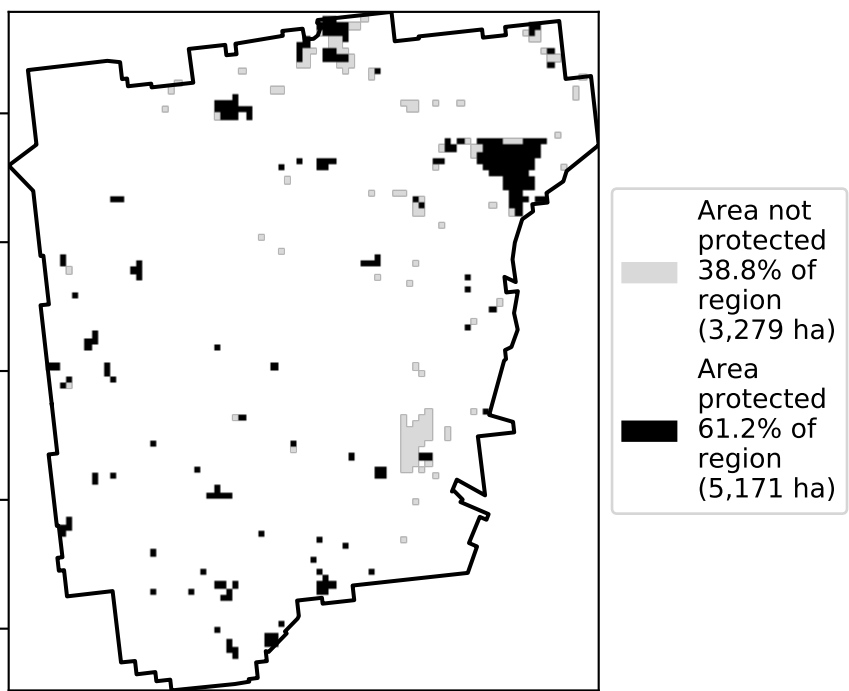 Area not
protected
38.8% of
region
(3,279 ha)
Area
protected
61.2% of
region
(5,171 ha)